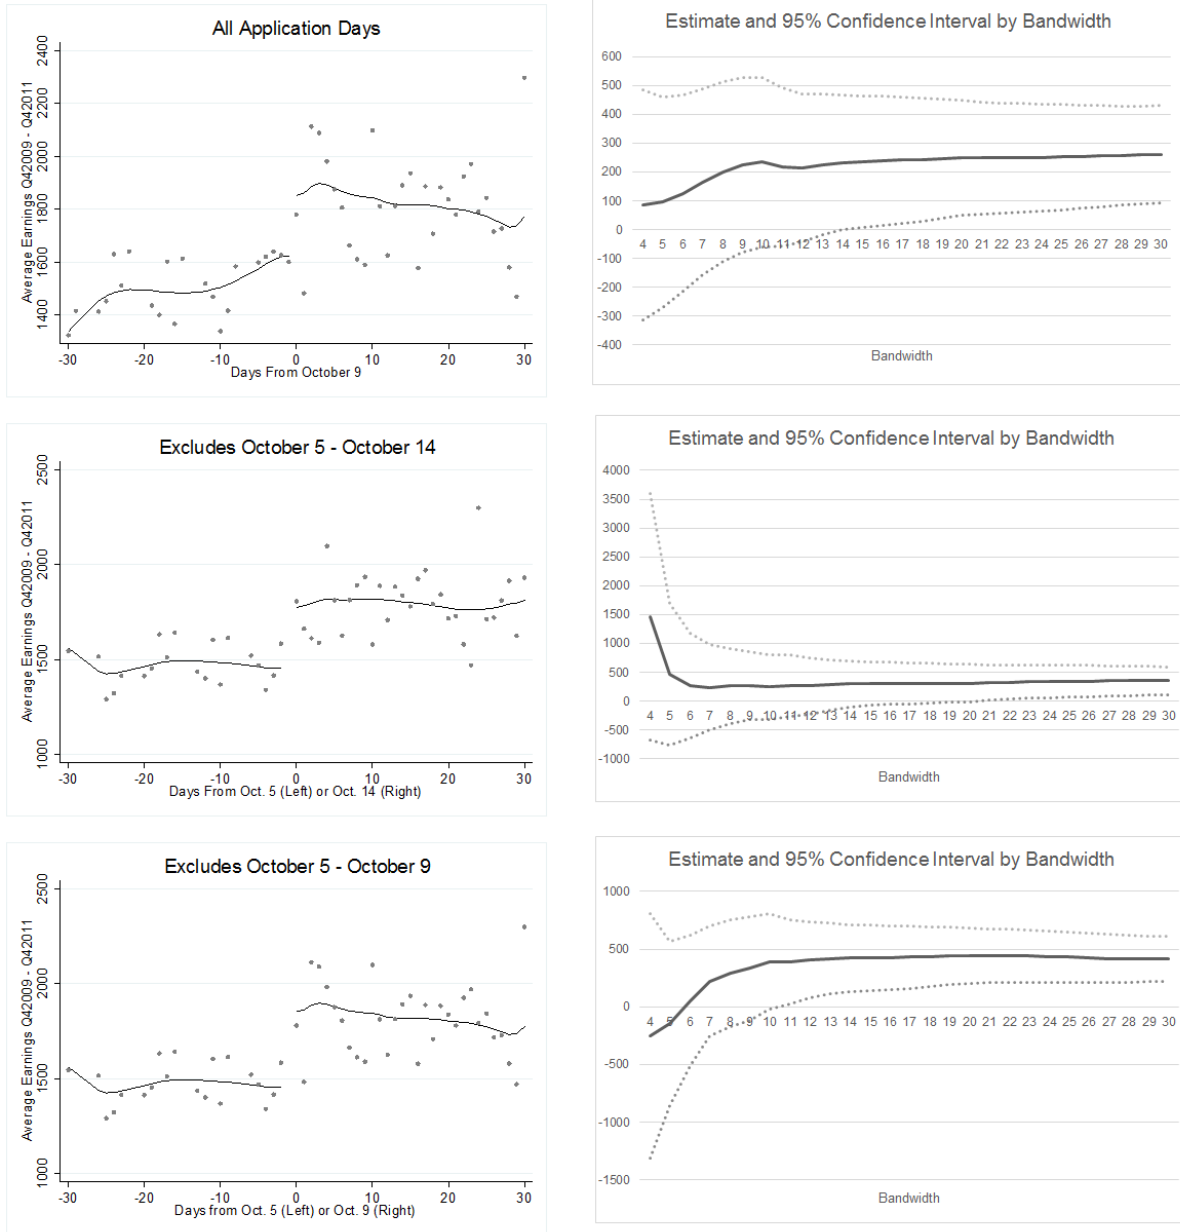 All Application Days
Average Earnings Q42009 - Q42011
2400
2200
2000
1800
1600
1400
-30 -20 -10 0 10 20 30
Days From October 9
Estimate and 95% Confidence Interval by Bandwidth
600
500
400
300
200
100
0
4 5 6 7 8 9 10 11 12 13 14 15 16 17 18 19 20 21 22 23 24 25 26 27 28 29 30
-100
-200
-300
-400
Bandwidth
Excludes October 5 - October 14
Average Earnings Q42009 - Q42011
2500
2000
1500
1000
-30 -20 -10 0 10 20 30
Days From Oct. 5 (Left) or Oct. 14 (Right)
Estimate and 95% Confidence Interval by Bandwidth
4000
3500
3000
2500
2000
1500
1000
500
0
4 5 6 7 8 9 10 11 12 13 14 15 16 17 18 19 20 21 22 23 24 25 26 27 28 29 30
-500
-1000
Bandwidth
Excludes October 5 - October 9
Average Earnings Q42009 - Q42011
2500
2000
1500
1000
-30 -20 -10 0 10 20 30
Days from Oct. 5 (Left) or Oct. 9 (Right)
Estimate and 95% Confidence Interval by Bandwidth
1000
500
0
4 5 6 7 8 9 10 11 12 13 14 15 16 17 18 19 20 21 22 23 24 25 26 27 28 29 30
-500
-1000
-1500
Bandwidth